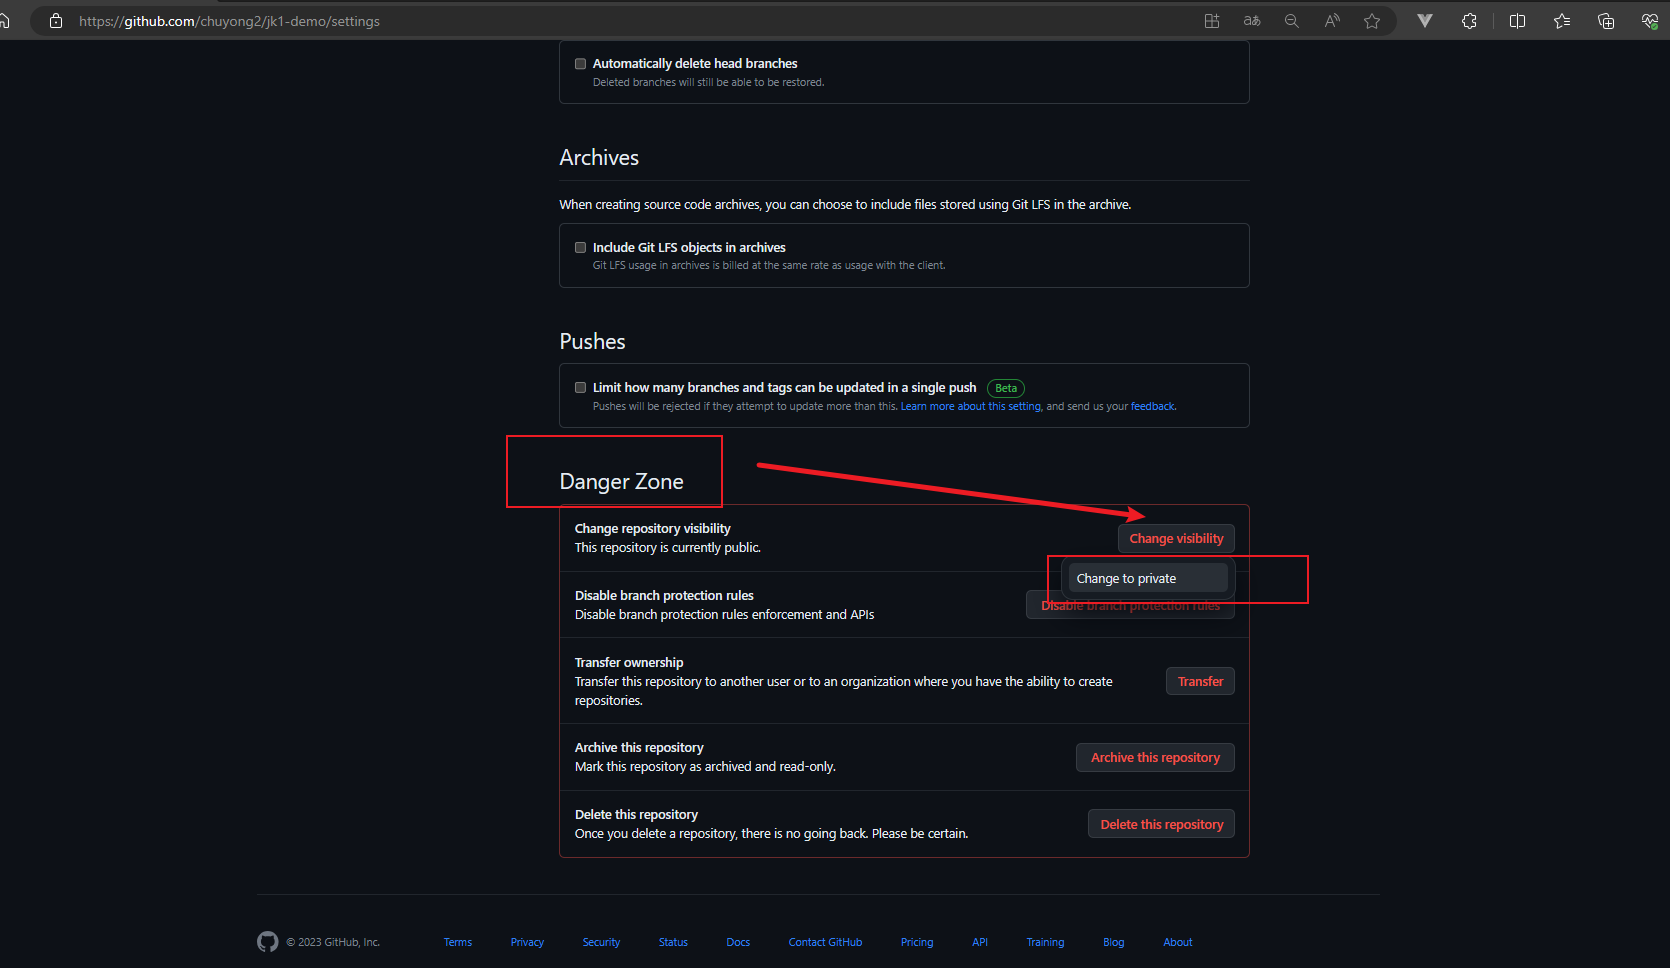 https://github.com/chuyong2/jk1-demo/settings
Automatically delete head branches
Deleted branches will still be able to be restored.
Archives
When creating source code archives, you can choose to include files stored using Git LFS in the archive.
Include Git LFS objects in archives
Git LFS usage in archives is billed at the same rate as usage with the client.
Pushes
Limit how many branches and tags can be updated in a single push Beta
Pushes will be rejected if they attempt to update more than this. Learn more about this setting, and send us your feedback.
Danger Zone
Change repository visibility
This repository is currently public.
Change visibility
Change to private
Disable branch protection rules
Disable branch protection rules enforcement and APIs
Disable branch protection rules
Transfer ownership
Transfer this repository to another user or to an organization where you have the ability to create
repositories.
Transfer
Archive this repository
Mark this repository as archived and read-only.
Archive this repository
Delete this repository
Once you delete a repository, there is no going back. Please be certain.
Delete this repository
© 2023 GitHub, Inc. Terms Privacy Security Status Docs Contact GitHub Pricing API Training Blog About